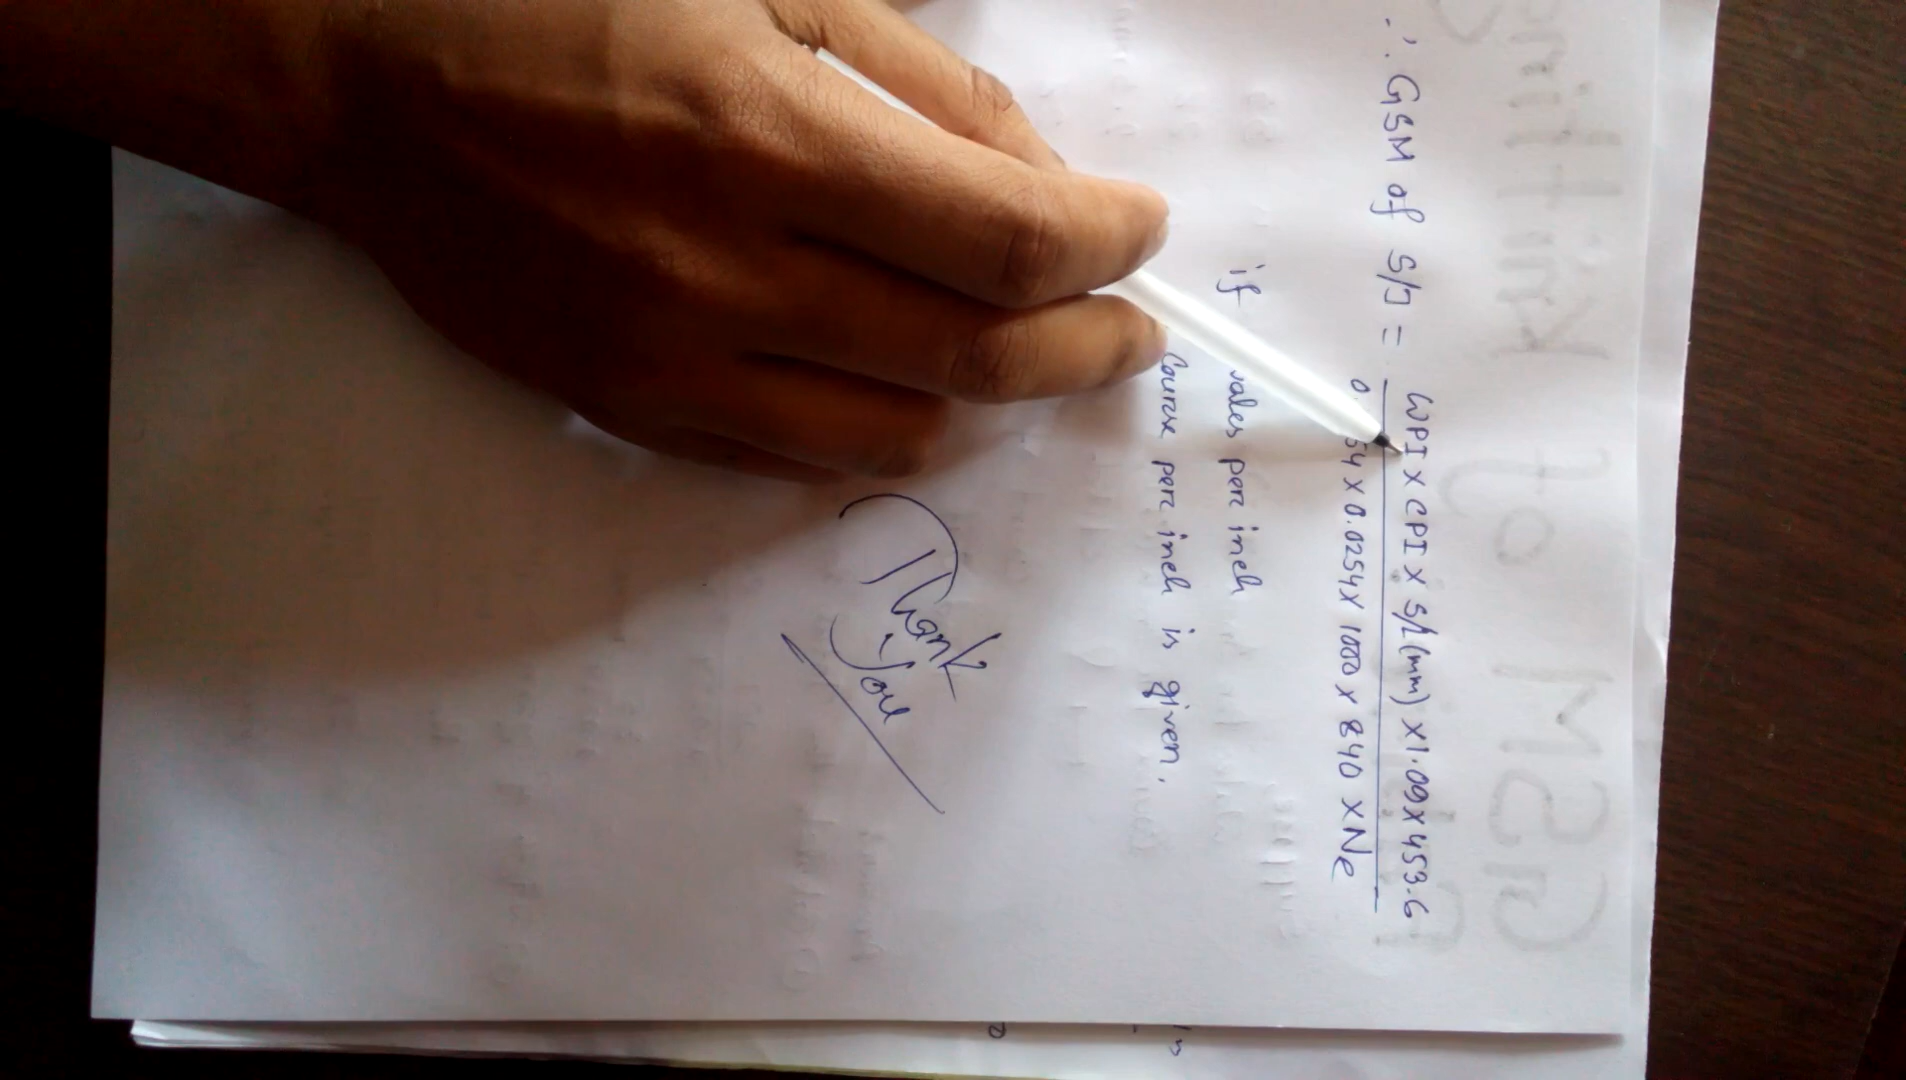 ∴ GSM of S/J = WPI x CPI x S/l (mm) x 1.09 x 453.6
0. 54 x 0.0254 x 1000 x 840 x Ne
if wales per inch
Course per inch is given.
Thank
You